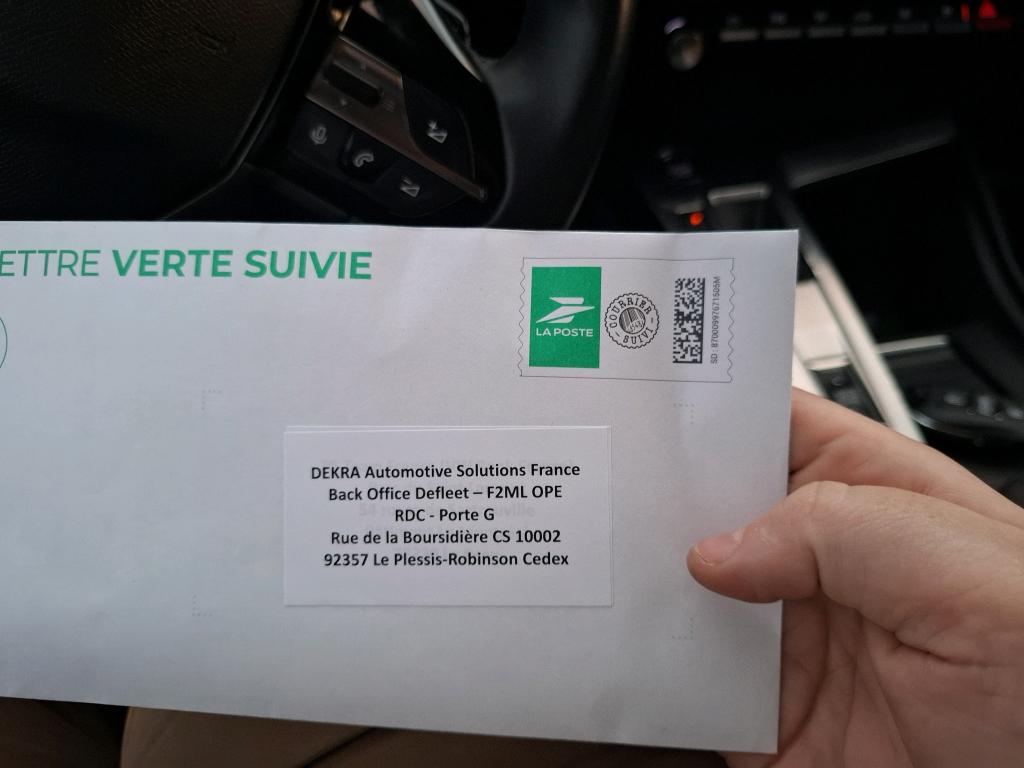 ETTRE VERTE SUIVIE
LA POSTE
COURRIER
SUIVI
DEKRA Automotive Solutions France
Back Office Defleet – F2ML OPE
RDC - Porte G
Rue de la Boursidière CS 10002
92357 Le Plessis-Robinson Cedex